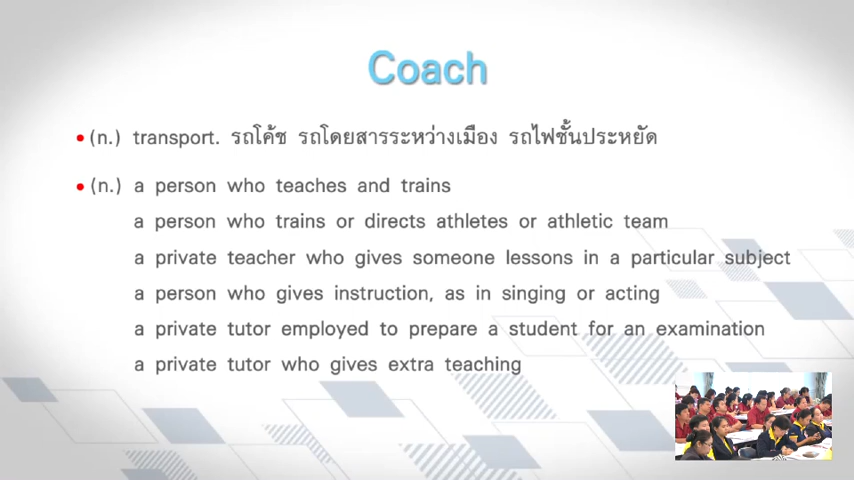 Coach
• (n.) transport. รถโค้ช รถโดยสารระหว่างเมือง รถไฟชั้นประหยัด
• (n.) a person who teaches and trains
a person who trains or directs athletes or athletic team
a private teacher who gives someone lessons in a particular subject
a person who gives instruction, as in singing or acting
a private tutor employed to prepare a student for an examination
a private tutor who gives extra teaching